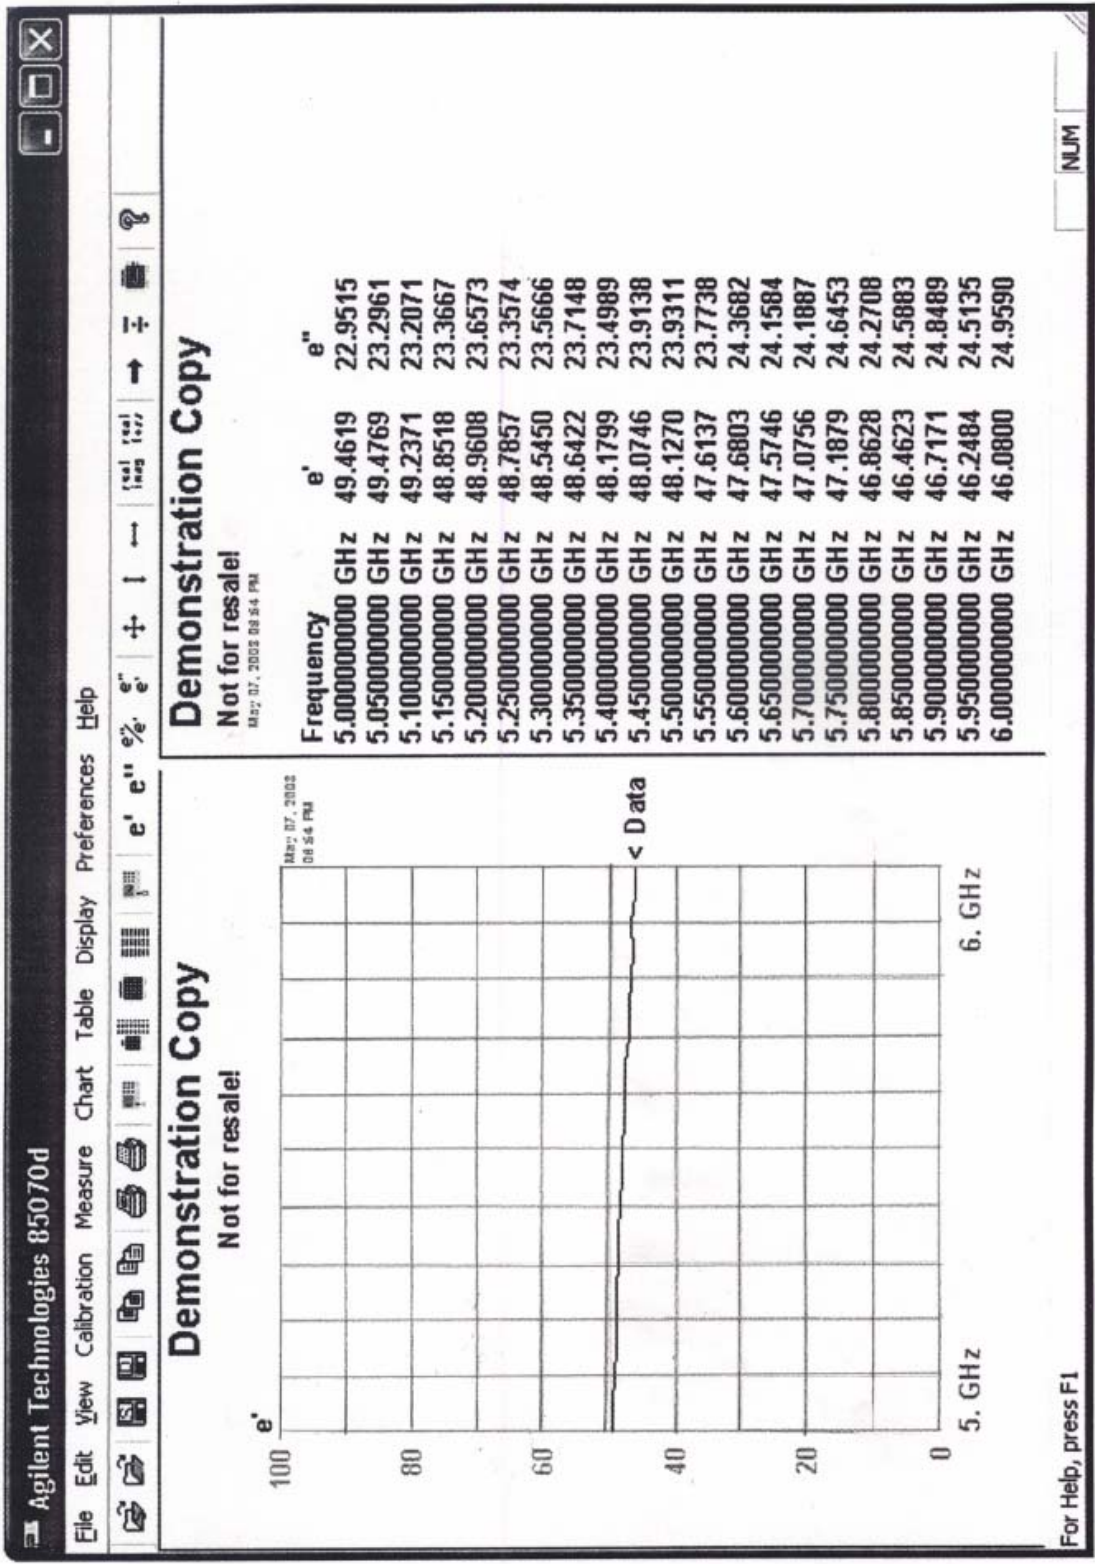 Agilent Technologies 85070d
File Edit View Calibration Measure Chart Table Display Preferences Help
e' e"
Demonstration Copy
Not for resale!
e'
100
80
60
40
20
0
5. GHz
6. GHz
< Data
Demonstration Copy
Not for resale!
Frequency e' e"
5.000000000 GHz 49.4619 22.9515
5.050000000 GHz 49.4769 23.2961
5.100000000 GHz 49.2371 23.2071
5.150000000 GHz 48.8518 23.3667
5.200000000 GHz 48.9608 23.6573
5.250000000 GHz 48.7857 23.3574
5.300000000 GHz 48.5450 23.5666
5.350000000 GHz 48.6422 23.7148
5.400000000 GHz 48.1799 23.4989
5.450000000 GHz 48.0746 23.9138
5.500000000 GHz 48.1270 23.9311
5.550000000 GHz 47.6137 23.7738
5.600000000 GHz 47.6803 24.3682
5.650000000 GHz 47.5746 24.1584
5.700000000 GHz 47.0756 24.1887
5.750000000 GHz 47.1879 24.6453
5.800000000 GHz 46.8628 24.2708
5.850000000 GHz 46.4623 24.5883
5.900000000 GHz 46.7171 24.8489
5.950000000 GHz 46.2484 24.5135
6.000000000 GHz 46.0800 24.9590
For Help, press F1
NUM